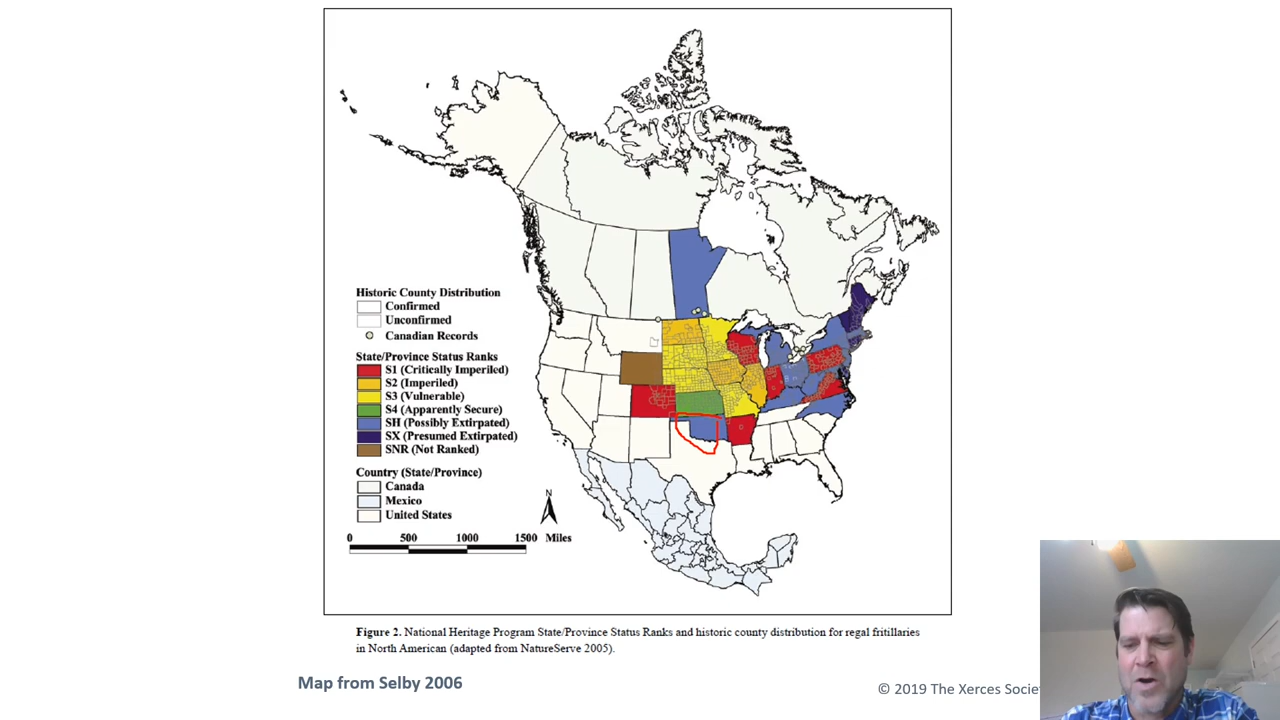 Historic County Distribution
Confirmed
Unconfirmed
Canadian Records
State/Province Status Ranks
S1 (Critically Imperiled)
S2 (Imperiled)
S3 (Vulnerable)
S4 (Apparently Secure)
SH (Possibly Extirpated)
SX (Presumed Extirpated)
SNR (Not Ranked)
Country (State/Province)
Canada
Mexico
United States
N
0 500 1000 1500 Miles
Figure 2. National Heritage Program State/Province Status Ranks and historic county distribution for regal fritillaries
in North American (adapted from NatureServe 2005).
Map from Selby 2006
© 2019 The Xerces Socie